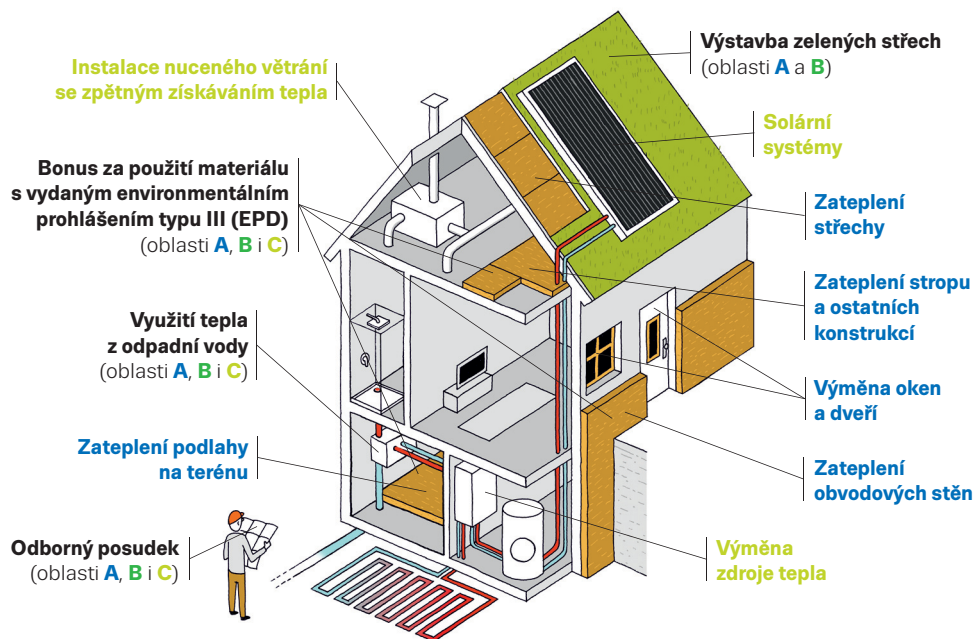 Instalace nuceného větrání
se zpětným získáváním tepla
Bonus za použití materiálu
s vydaným environmentálním
prohlášením typu III (EPD)
(oblasti A, B i C)
Využití tepla
z odpadní vody
(oblasti A, B i C)
Zateplení podlahy
na terénu
Odborný posudek
(oblasti A, B i C)
Výstavba zelených střech
(oblasti A a B)
Solární
systémy
Zateplení
střechy
Zateplení stropu
a ostatních
konstrukcí
Výměna oken
a dveří
Zateplení
obvodových stěn
Výměna
zdroje tepla